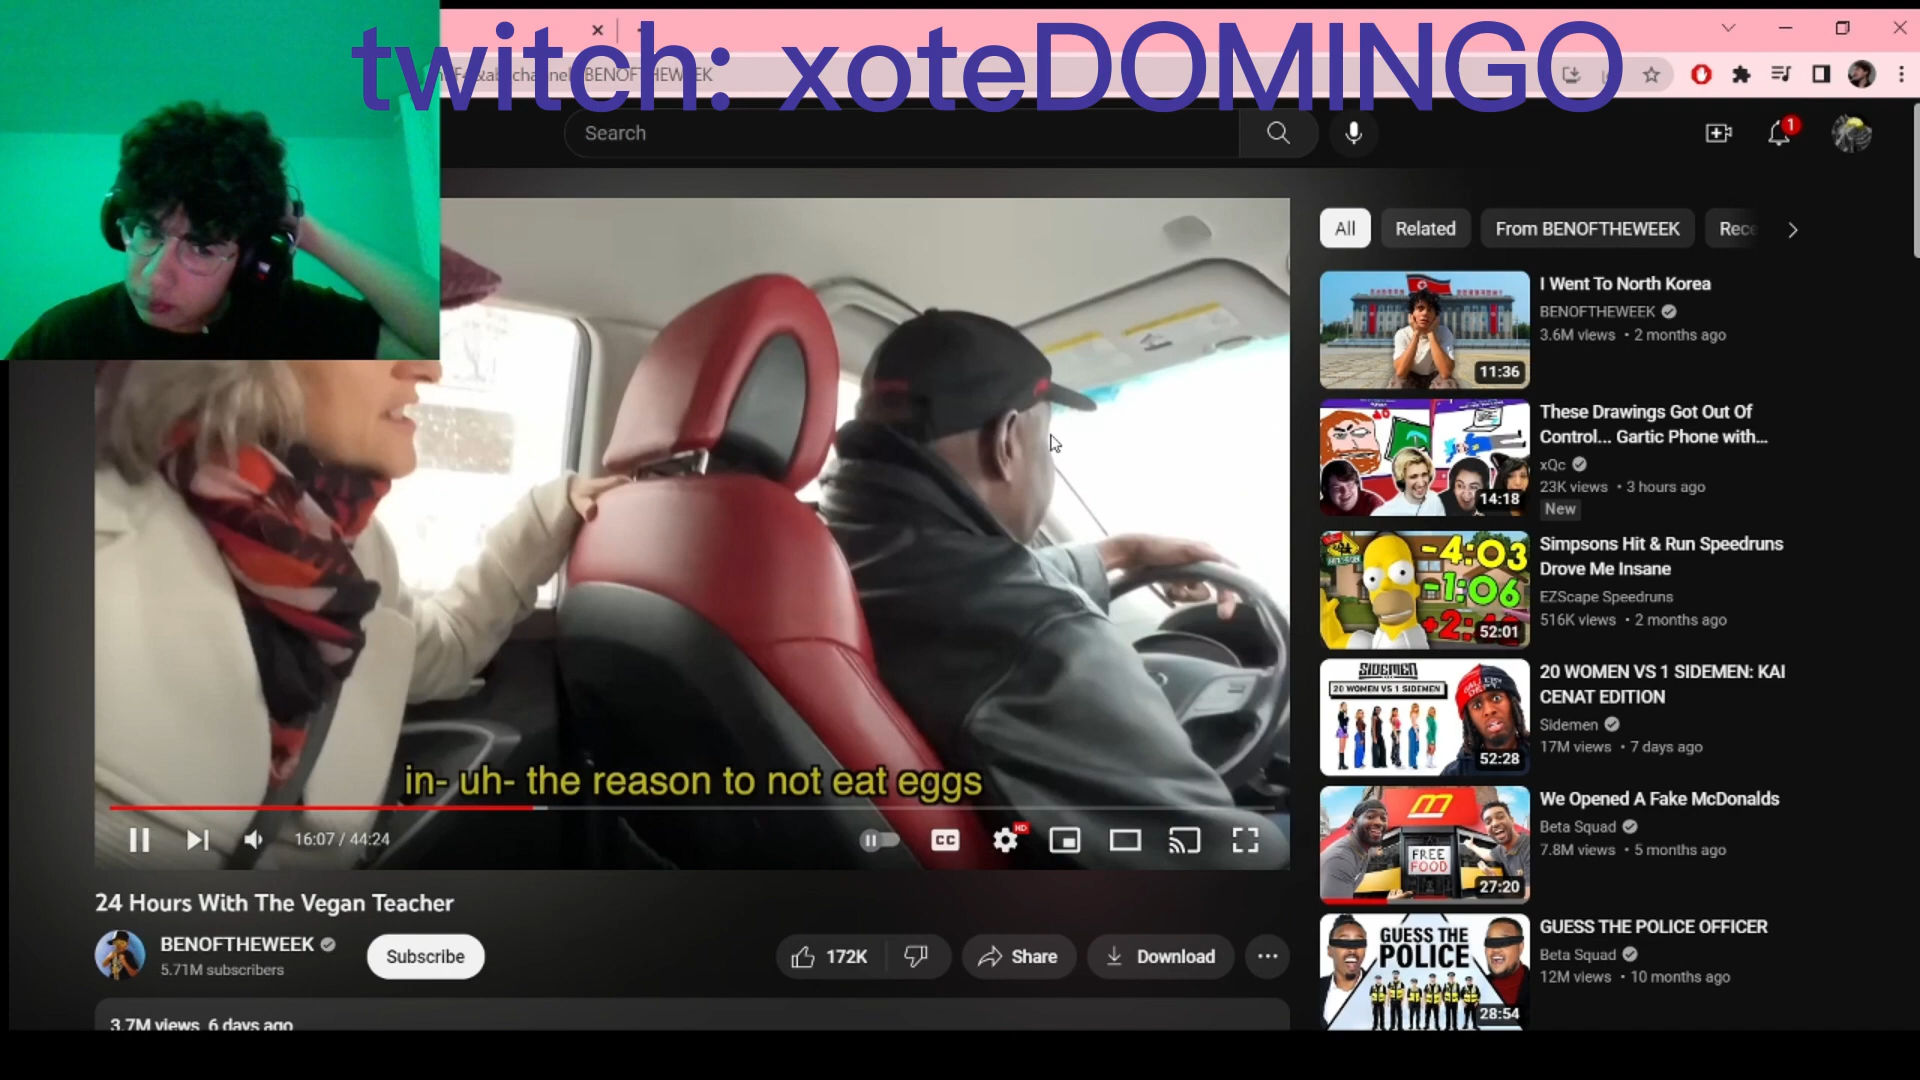 twitch: xoteDOMINGO
BENOFTHEWEEK
Search
1
All
Related
From BENOFTHEWEEK
Rece
in- uh- the reason to not eat eggs
16:07 / 44:24
CC
HD
24 Hours With The Vegan Teacher
BENOFTHEWEEK
5.71M subscribers
Subscribe
172K
Share
Download
3.7M views 6 days ago
I Went To North Korea
BENOFTHEWEEK
3.6M views • 2 months ago
11:36
These Drawings Got Out Of
Control... Gartic Phone with...
xQc
23K views • 3 hours ago
New
14:18
Simpsons Hit & Run Speedruns
Drove Me Insane
EZScape Speedruns
516K views • 2 months ago
-4:03
-1:06
52:01
20 WOMEN VS 1 SIDEMEN: KAI
CENAT EDITION
Sidemen
17M views • 7 days ago
SIDEMEN
20 WOMEN VS 1 SIDEMEN
52:28
We Opened A Fake McDonalds
Beta Squad
7.8M views • 5 months ago
FREE
FOOD
27:20
GUESS THE POLICE OFFICER
Beta Squad
12M views • 10 months ago
GUESS THE
POLICE
28:54